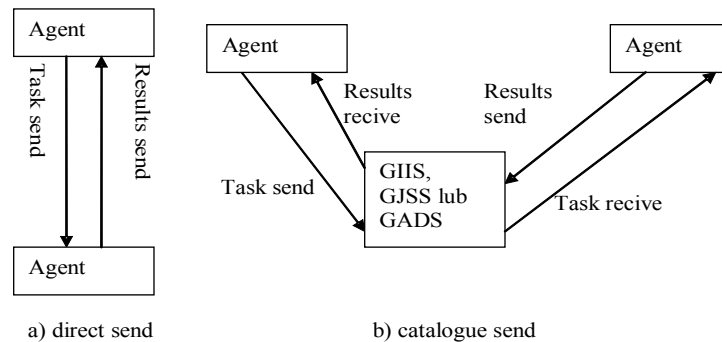 Agent
Task send
Results send
Agent
a) direct send
Agent
Agent
Results
recive
Results
send
Task send
GIIS,
GJSS lub
GADS
Task recive
b) catalogue send